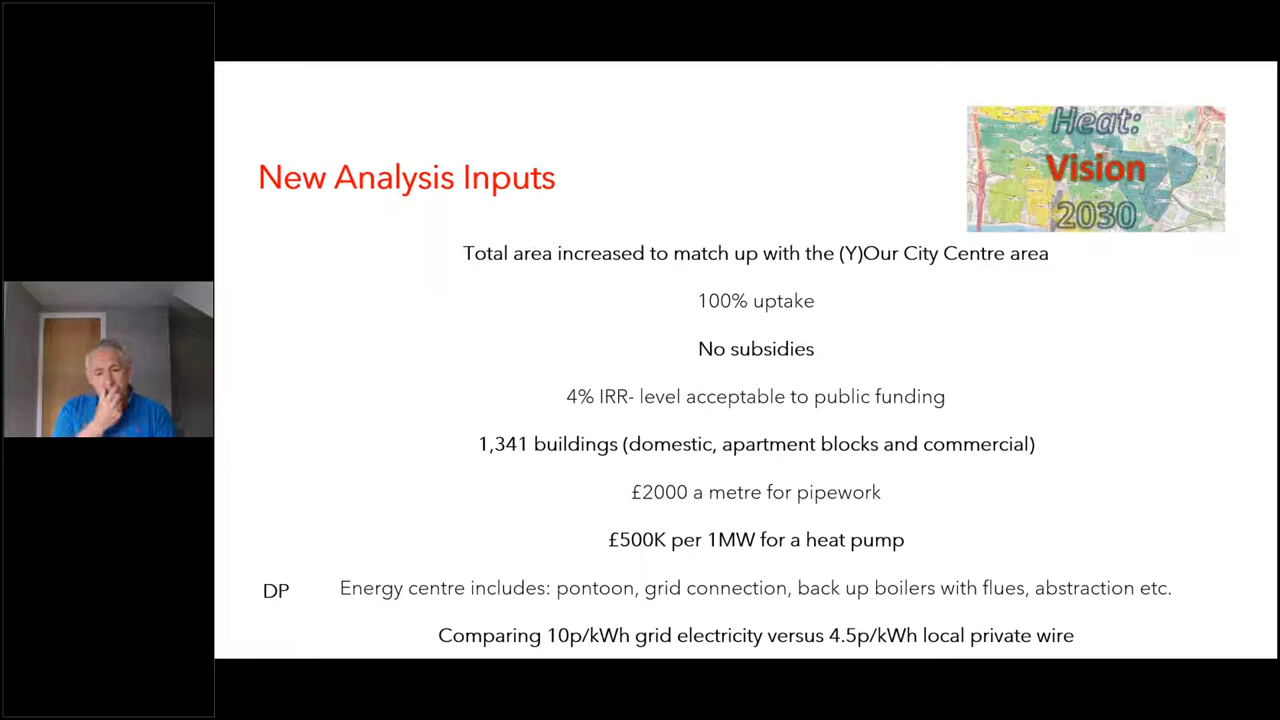 Heat:
Vision
2030
New Analysis Inputs
Total area increased to match up with the (Y)Our City Centre area
100% uptake
No subsidies
4% IRR- level acceptable to public funding
1,341 buildings (domestic, apartment blocks and commercial)
£2000 a metre for pipework
£500K per 1MW for a heat pump
DP Energy centre includes: pontoon, grid connection, back up boilers with flues, abstraction etc.
Comparing 10p/kWh grid electricity versus 4.5p/kWh local private wire